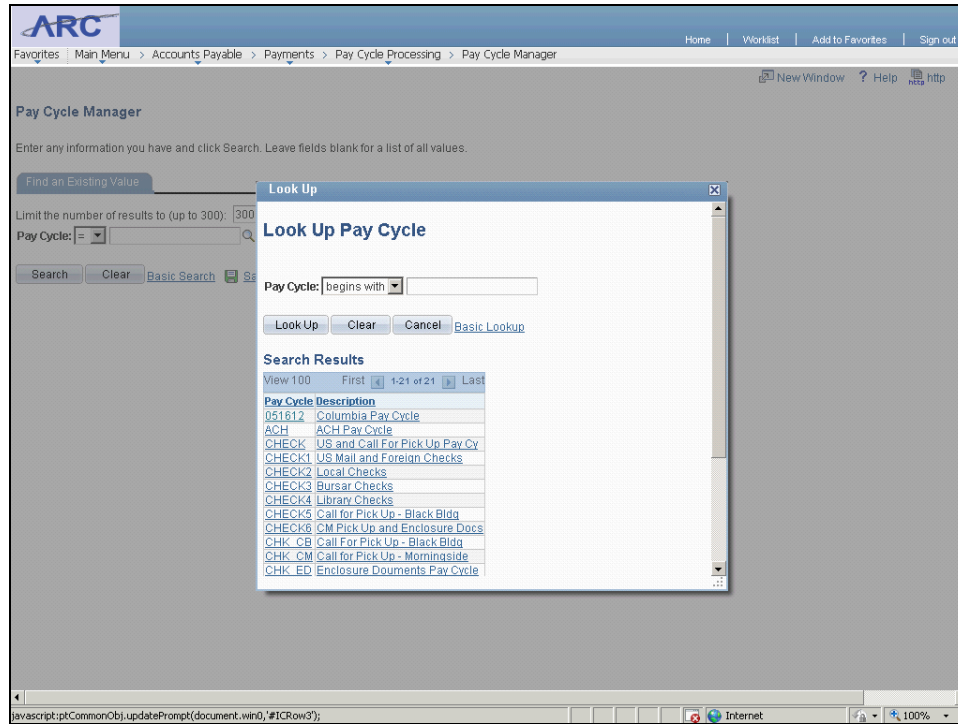 ARC
Home | Worklist | Add to Favorites | Sign out
Favorites Main Menu > Accounts Payable > Payments > Pay Cycle Processing > Pay Cycle Manager
New Window ? Help http
Pay Cycle Manager
Enter any information you have and click Search. Leave fields blank for a list of all values.
Find an Existing Value
Limit the number of results to (up to 300): 300
Pay Cycle: =
Search Clear Basic Search Sa
Look Up
Look Up Pay Cycle
Pay Cycle: begins with
Look Up Clear Cancel Basic Lookup
Search Results
View 100 First 1-21 of 21 Last
Pay Cycle Description
051612 Columbia Pay Cycle
ACH ACH Pay Cycle
CHECK US and Call For Pick Up Pay Cy
CHECK1 US Mail and Foreign Checks
CHECK2 Local Checks
CHECK3 Bursar Checks
CHECK4 Library Checks
CHECK5 Call for Pick Up - Black Bldg
CHECK6 CM Pick Up and Enclosure Docs
CHK_CB Call For Pick Up - Black Bldg
CHK_CM Call for Pick Up - Morningside
CHK_ED Enclosure Douments Pay Cycle
javascript:ptCommonObj.updatePrompt(document.win0,'#ICRow3');
Internet
100%